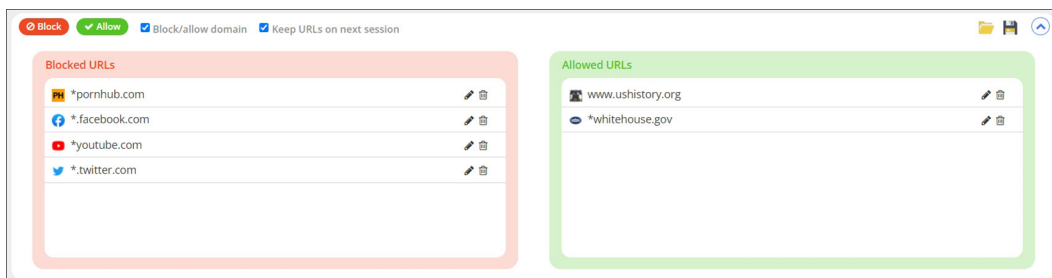 Block Allow Block/allow domain Keep URLs on next session
Blocked URLs
PH *pornhub.com
*.facebook.com
*youtube.com
*.twitter.com
Allowed URLs
www.ushistory.org
*whitehouse.gov